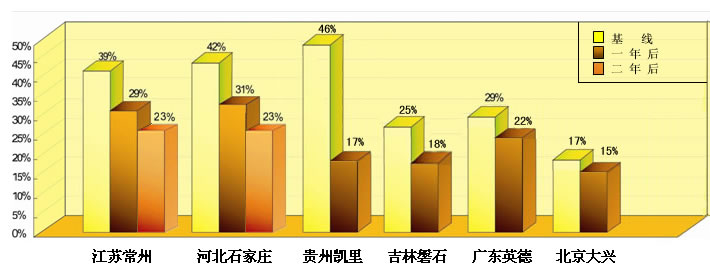 基 线
一年后
二年后
50%
45%
40%
35%
30%
25%
20%
15%
10%
5%
0%
39% 29% 23%
42% 31% 23%
46% 17%
25% 18%
29% 22%
17% 15%
江苏常州 河北石家庄 贵州凯里 吉林磐石 广东英德 北京大兴